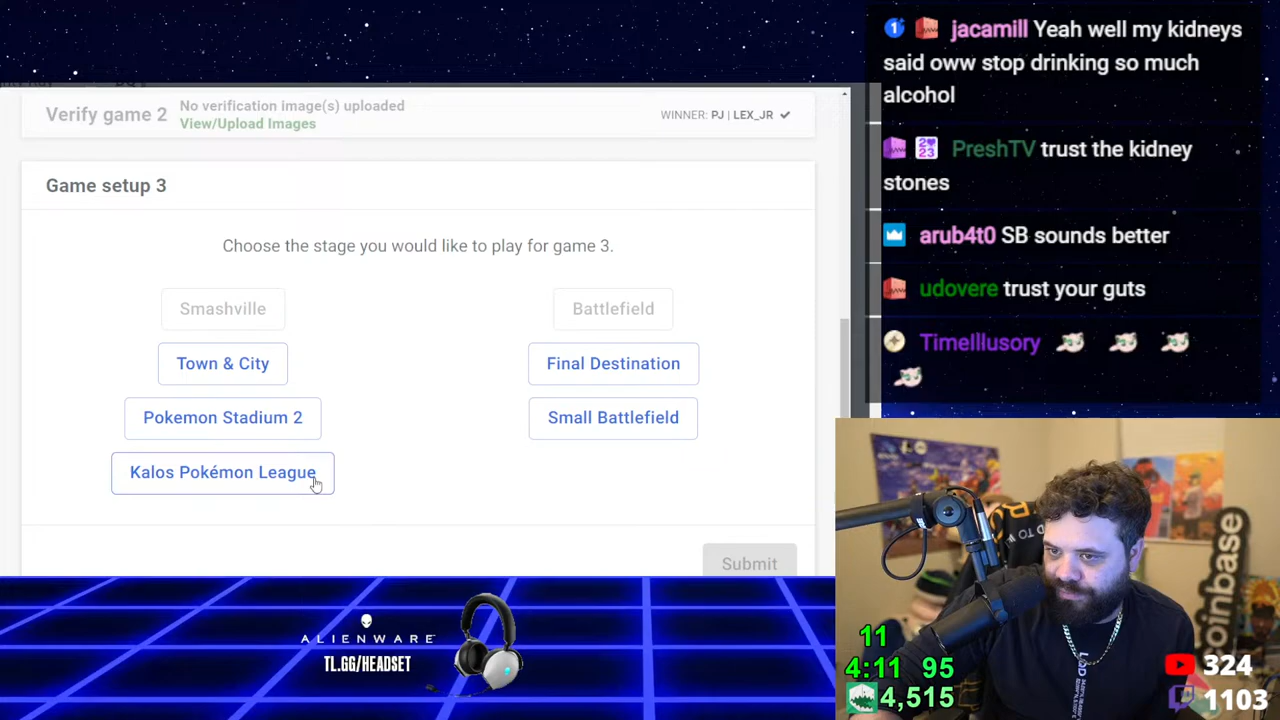 Verify game 2
No verification image(s) uploaded
View/Upload Images
WINNER: PJ | LEX_JR
Game setup 3
Choose the stage you would like to play for game 3.
Smashville
Battlefield
Town & City
Final Destination
Pokemon Stadium 2
Small Battlefield
Kalos Pokémon League
Submit
ALIENWARE
TL.GG/HEADSET
jacamill Yeah well my kidneys
said oww stop drinking so much
alcohol
PreshTV trust the kidney
stones
arub4t0 SB sounds better
udovere trust your guts
TimeIllusory
oinbase
11
4:11 95
4,515
324
1103